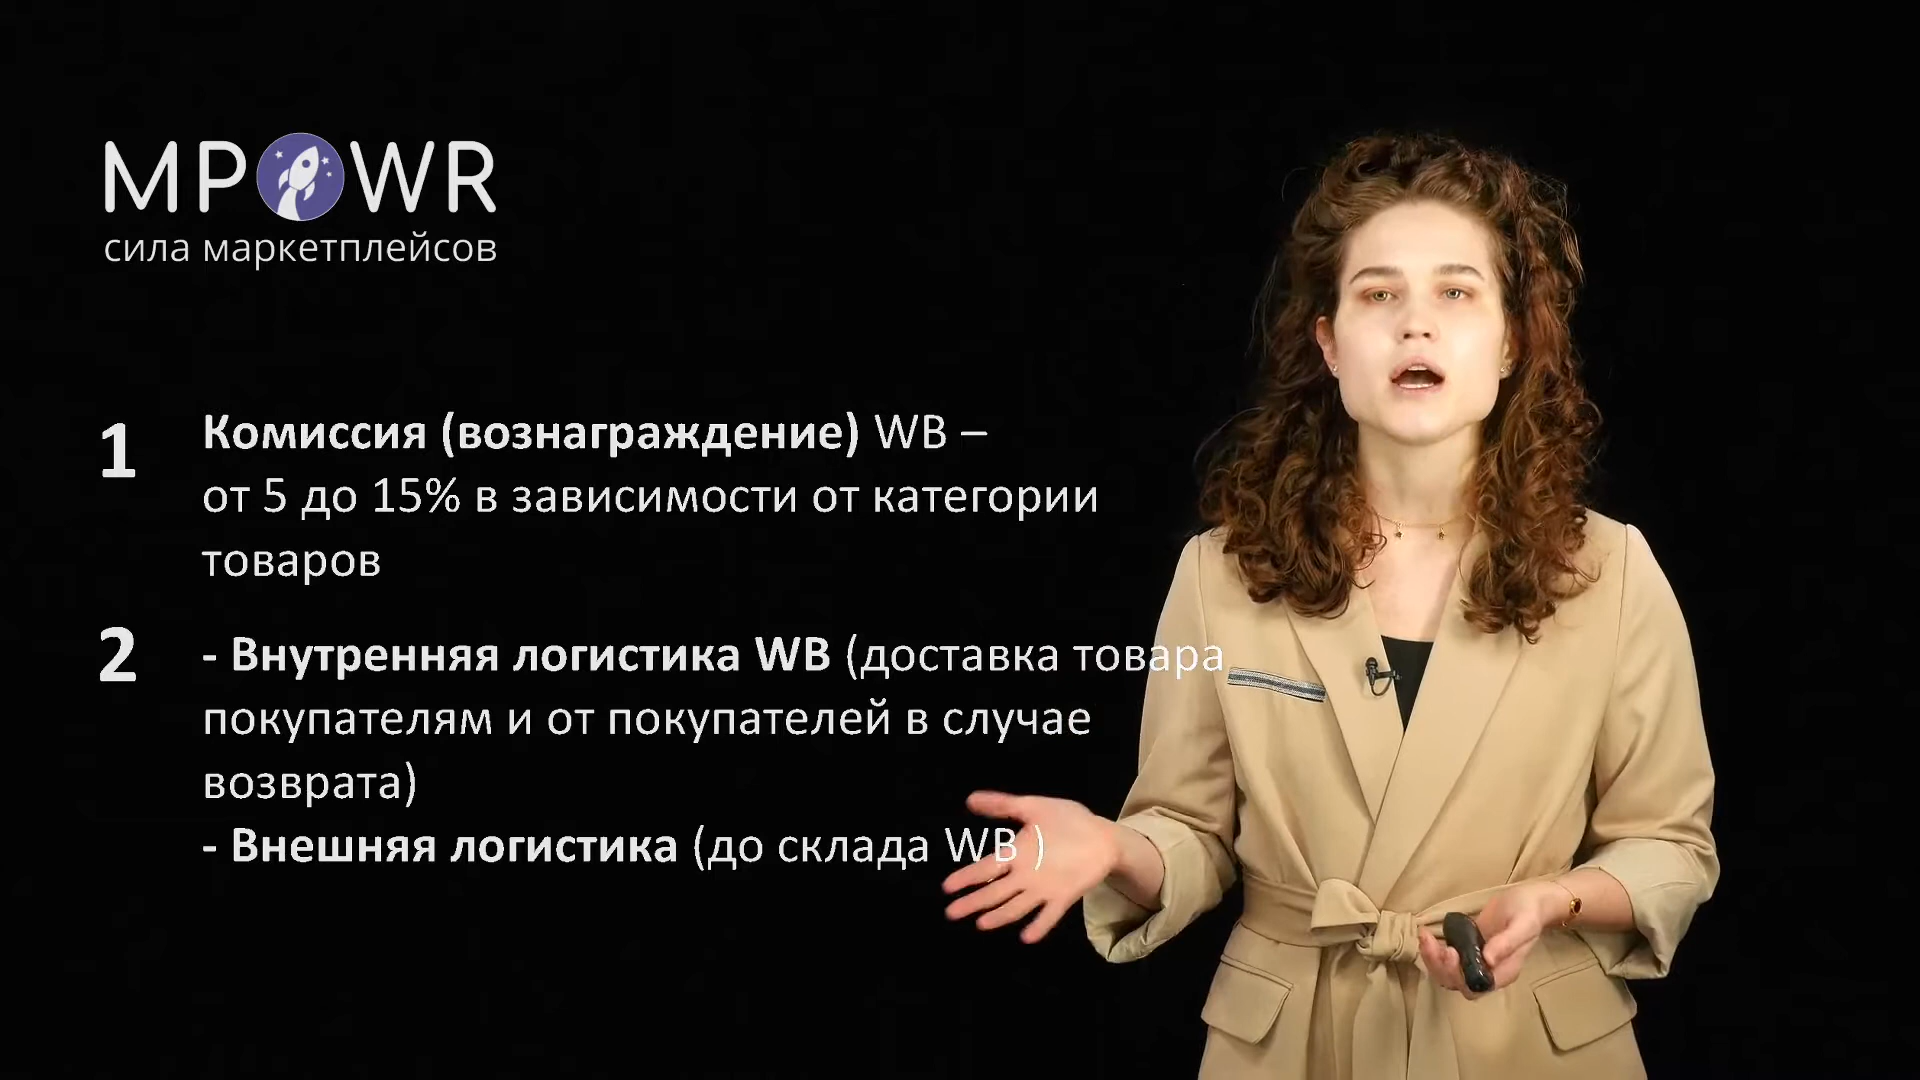 MPOWR
сила маркетплейсов
1
Комиссия (вознаграждение) WB –
от 5 до 15% в зависимости от категории
товаров
2
- Внутренняя логистика WB (доставка товара
покупателям и от покупателей в случае
возврата)
- Внешняя логистика (до склада WB )